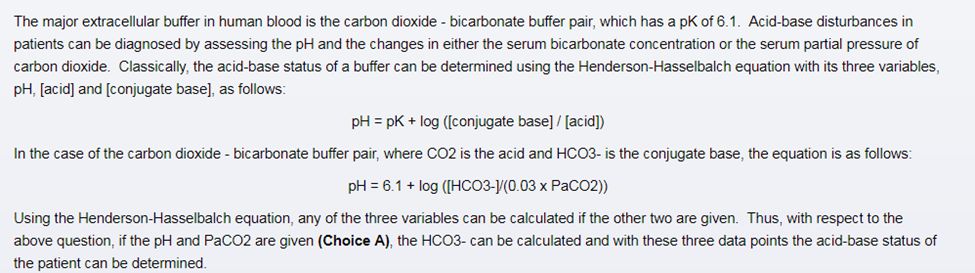 The major extracellular buffer in human blood is the carbon dioxide - bicarbonate buffer pair, which has a pK of 6.1.  Acid-base disturbances in
patients can be diagnosed by assessing the pH and the changes in either the serum bicarbonate concentration or the serum partial pressure of
carbon dioxide.  Classically, the acid-base status of a buffer can be determined using the Henderson-Hasselbalch equation with its three variables,
pH, [acid] and [conjugate base], as follows:
pH = pK + log ([conjugate base] / [acid])
In the case of the carbon dioxide - bicarbonate buffer pair, where CO2 is the acid and HCO3- is the conjugate base, the equation is as follows:
pH = 6.1 + log ([HCO3-]/(0.03 x PaCO2))
Using the Henderson-Hasselbalch equation, any of the three variables can be calculated if the other two are given.  Thus, with respect to the
above question, if the pH and PaCO2 are given (Choice A), the HCO3- can be calculated and with these three data points the acid-base status of
the patient can be determined.